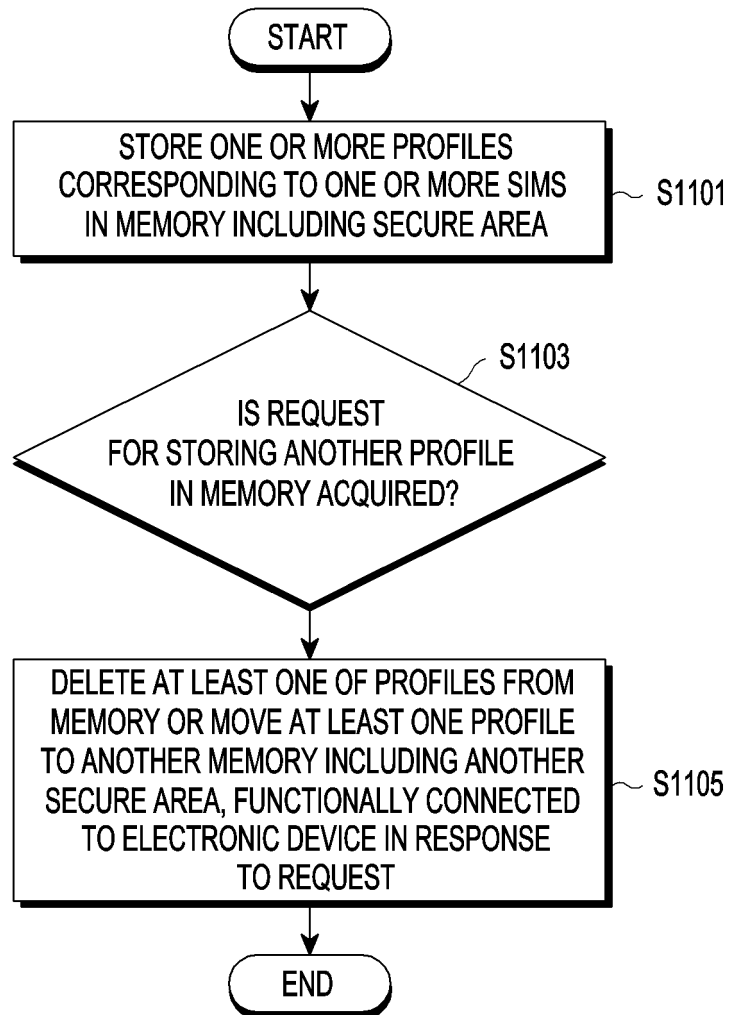 START
STORE ONE OR MORE PROFILES
CORRESPONDING TO ONE OR MORE SIMS
IN MEMORY INCLUDING SECURE AREA
S1101
S1103
IS REQUEST
FOR STORING ANOTHER PROFILE
IN MEMORY ACQUIRED?
DELETE AT LEAST ONE OF PROFILES FROM
MEMORY OR MOVE AT LEAST ONE PROFILE
TO ANOTHER MEMORY INCLUDING ANOTHER
SECURE AREA, FUNCTIONALLY CONNECTED
TO ELECTRONIC DEVICE IN RESPONSE
TO REQUEST
S1105
END